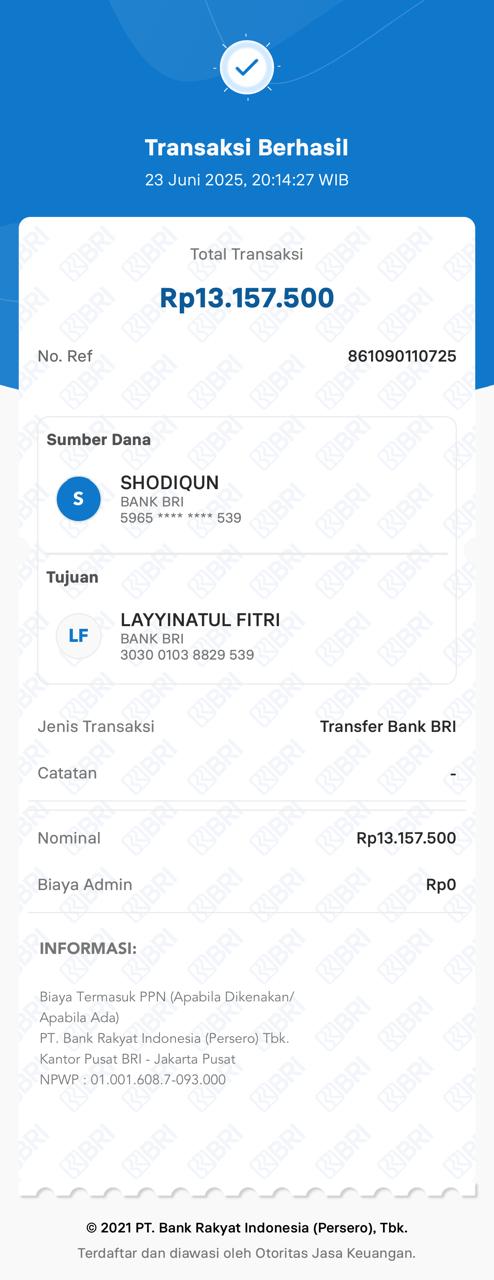 Transaksi Berhasil
23 Juni 2025, 20:14:27 WIB
Total Transaksi
Rp13.157.500
No. Ref 861090110725
Sumber Dana
S
SHODIQUN
BANK BRI
5965 **** **** 539
Tujuan
LF
LAYYINATUL FITRI
BANK BRI
3030 0103 8829 539
Jenis Transaksi Transfer Bank BRI
Catatan -
Nominal Rp13.157.500
Biaya Admin Rp0
INFORMASI:
Biaya Termasuk PPN (Apabila Dikenakan/
Apabila Ada)
PT. Bank Rakyat Indonesia (Persero) Tbk.
Kantor Pusat BRI - Jakarta Pusat
NPWP : 01.001.608.7-093.000
© 2021 PT. Bank Rakyat Indonesia (Persero), Tbk.
Terdaftar dan diawasi oleh Otoritas Jasa Keuangan.